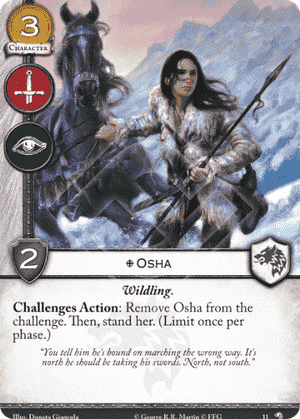 3
CHARACTER
2
OSHA
Wildling.
Challenges Action: Remove Osha from the
challenge. Then, stand her. (Limit once per
phase.)
"You tell him he's bound on marching the wrong way. It's
north he should be taking his swords. North, not south."
Illus. Donato Giancola © George R.R. Martin © FFG 11